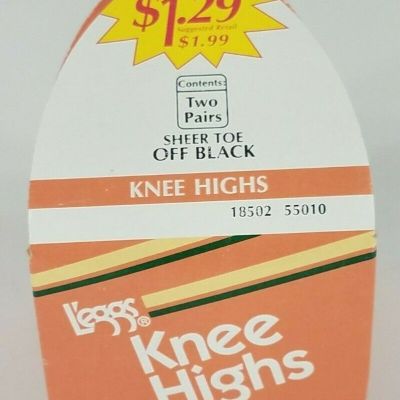 $1.29
Suggested Retail
$1.99
Contents:
Two
Pairs
SHEER TOE
OFF BLACK
KNEE HIGHS
18502 55010
L'eggs®
Knee
Highs